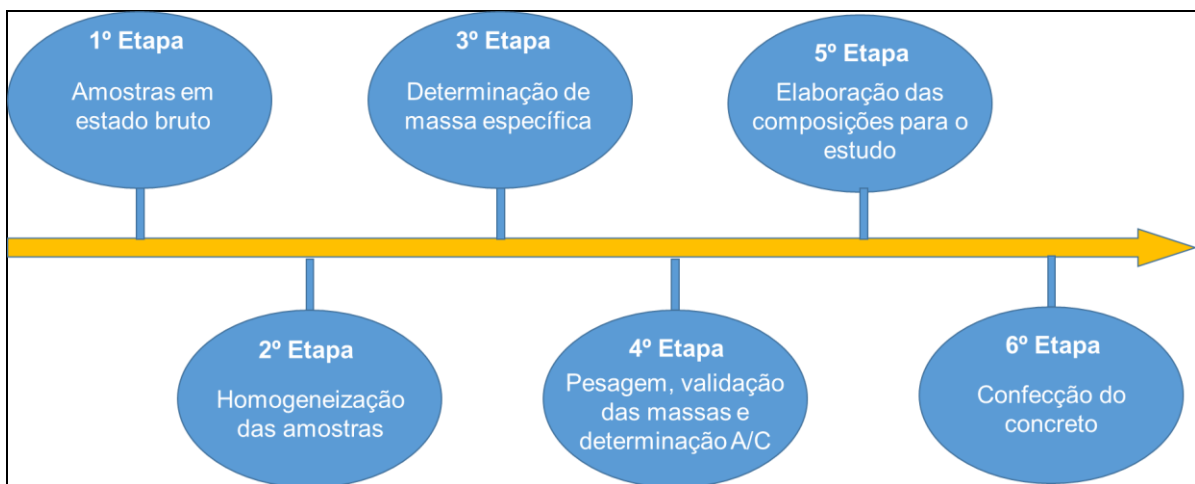 1º Etapa
Amostras em
estado bruto
2º Etapa
Homogeneização
das amostras
3º Etapa
Determinação de
massa específica
4º Etapa
Pesagem, validação
das massas e
determinação A/C
5º Etapa
Elaboração das
composições para o
estudo
6º Etapa
Confecção do
concreto